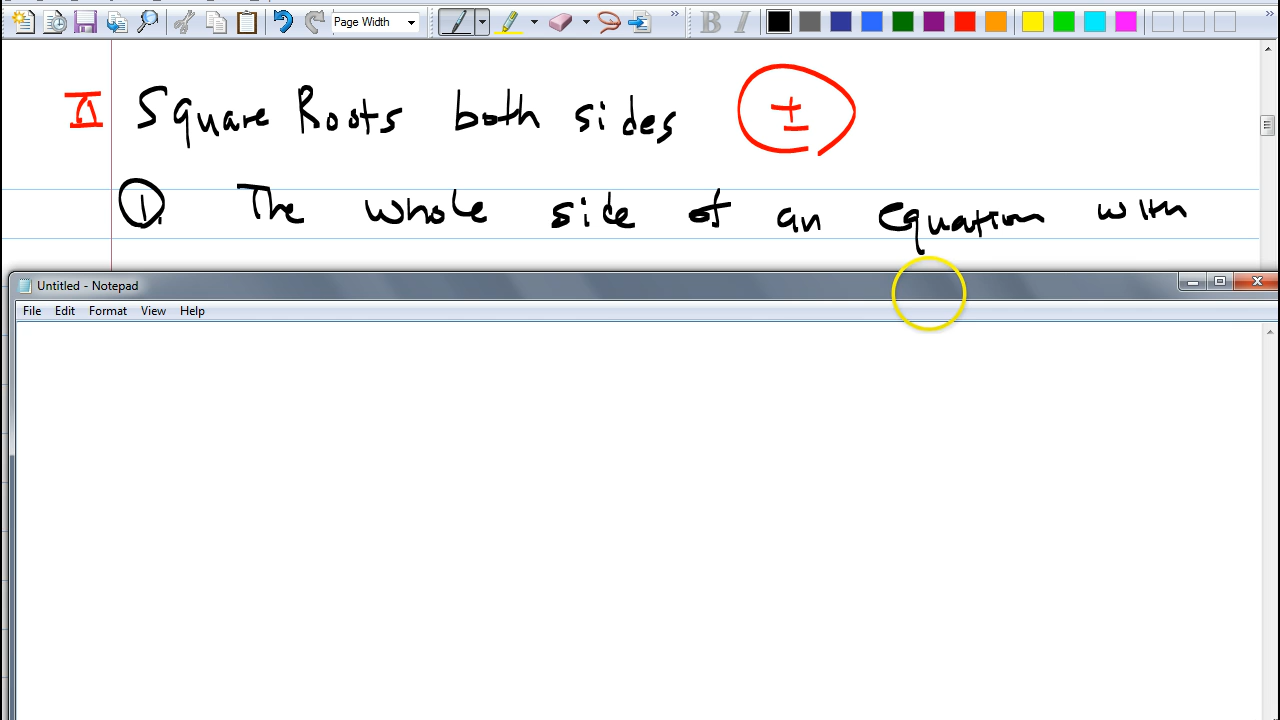 Page Width
B I
II Square Roots both sides ±
1. The whole side of an equation with
Untitled - Notepad
File Edit Format View Help